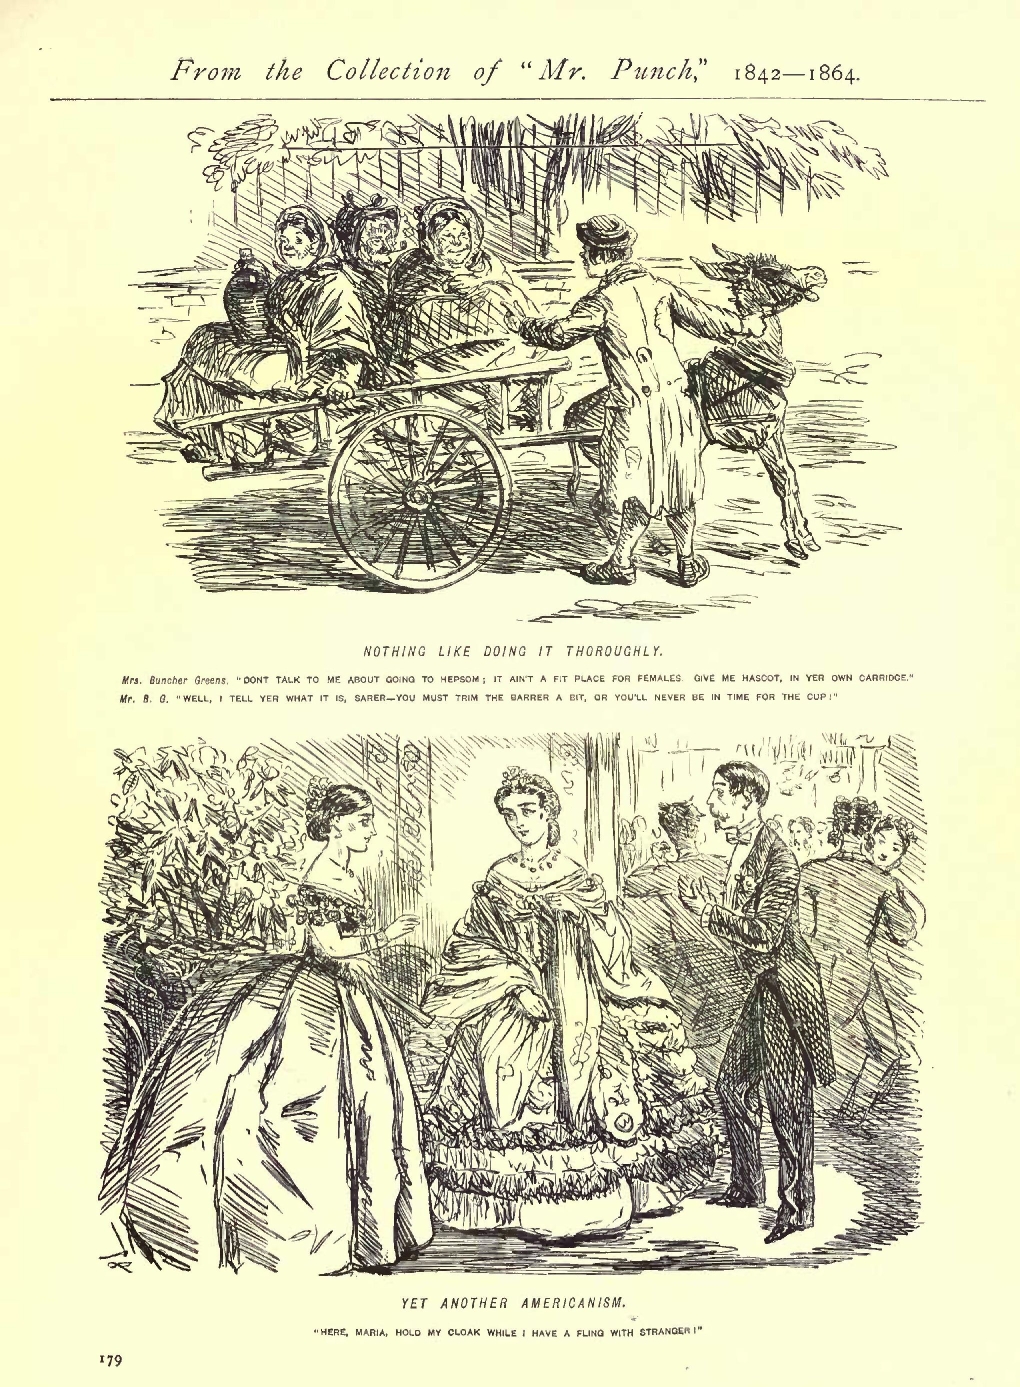 From the Collection of "Mr. Punch," 1842—1864.
NOTHING LIKE DOING IT THOROUGHLY.
Mrs. Buncher Greens. "DONT TALK TO ME ABOUT GOING TO HEPSOM; IT AIN'T A FIT PLACE FOR FEMALES. GIVE ME HASCOT, IN YER OWN CARRIDGE."
Mr. B. G. "WELL, I TELL YER WHAT IT IS, SARER—YOU MUST TRIM THE BARRER A BIT, OR YOU'LL NEVER BE IN TIME FOR THE CUP!"
YET ANOTHER AMERICANISM.
"HERE, MARIA, HOLD MY CLOAK WHILE I HAVE A FLING WITH STRANGER!"
179